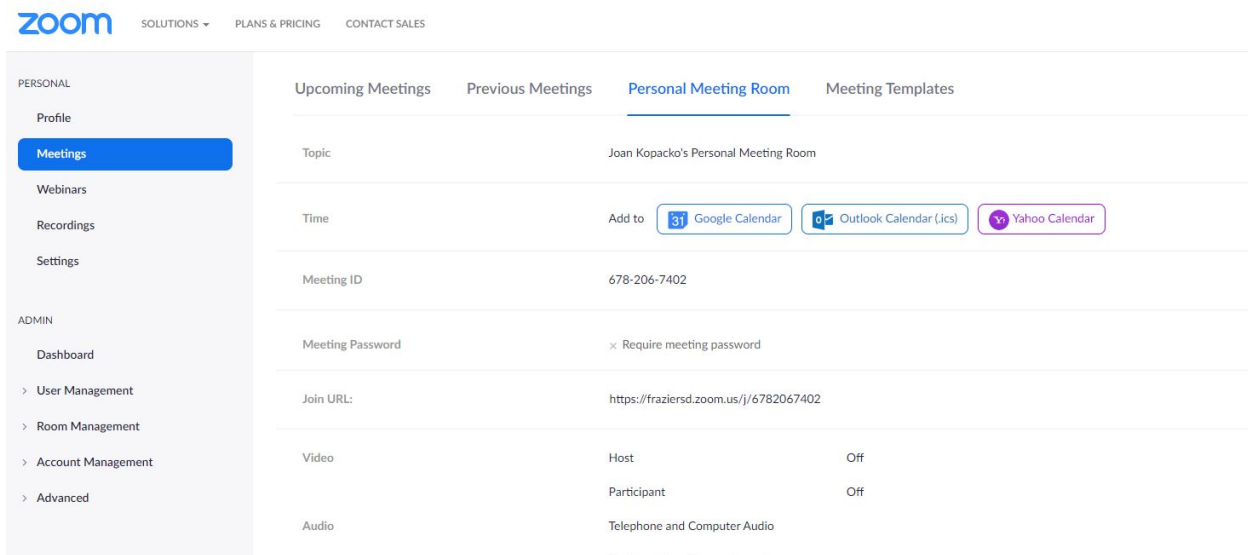 zoom SOLUTIONS PLANS & PRICING CONTACT SALES
PERSONAL
Profile
Meetings
Webinars
Recordings
Settings
ADMIN
Dashboard
> User Management
> Room Management
> Account Management
> Advanced
Upcoming Meetings Previous Meetings Personal Meeting Room Meeting Templates
Topic Joan Kopacko's Personal Meeting Room
Time Add to 31 Google Calendar Outlook Calendar (.ics) Yahoo Calendar
Meeting ID 678-206-7402
Meeting Password × Require meeting password
Join URL: https://fraziersd.zoom.us/j/6782067402
Video Host Off
Participant Off
Audio Telephone and Computer Audio